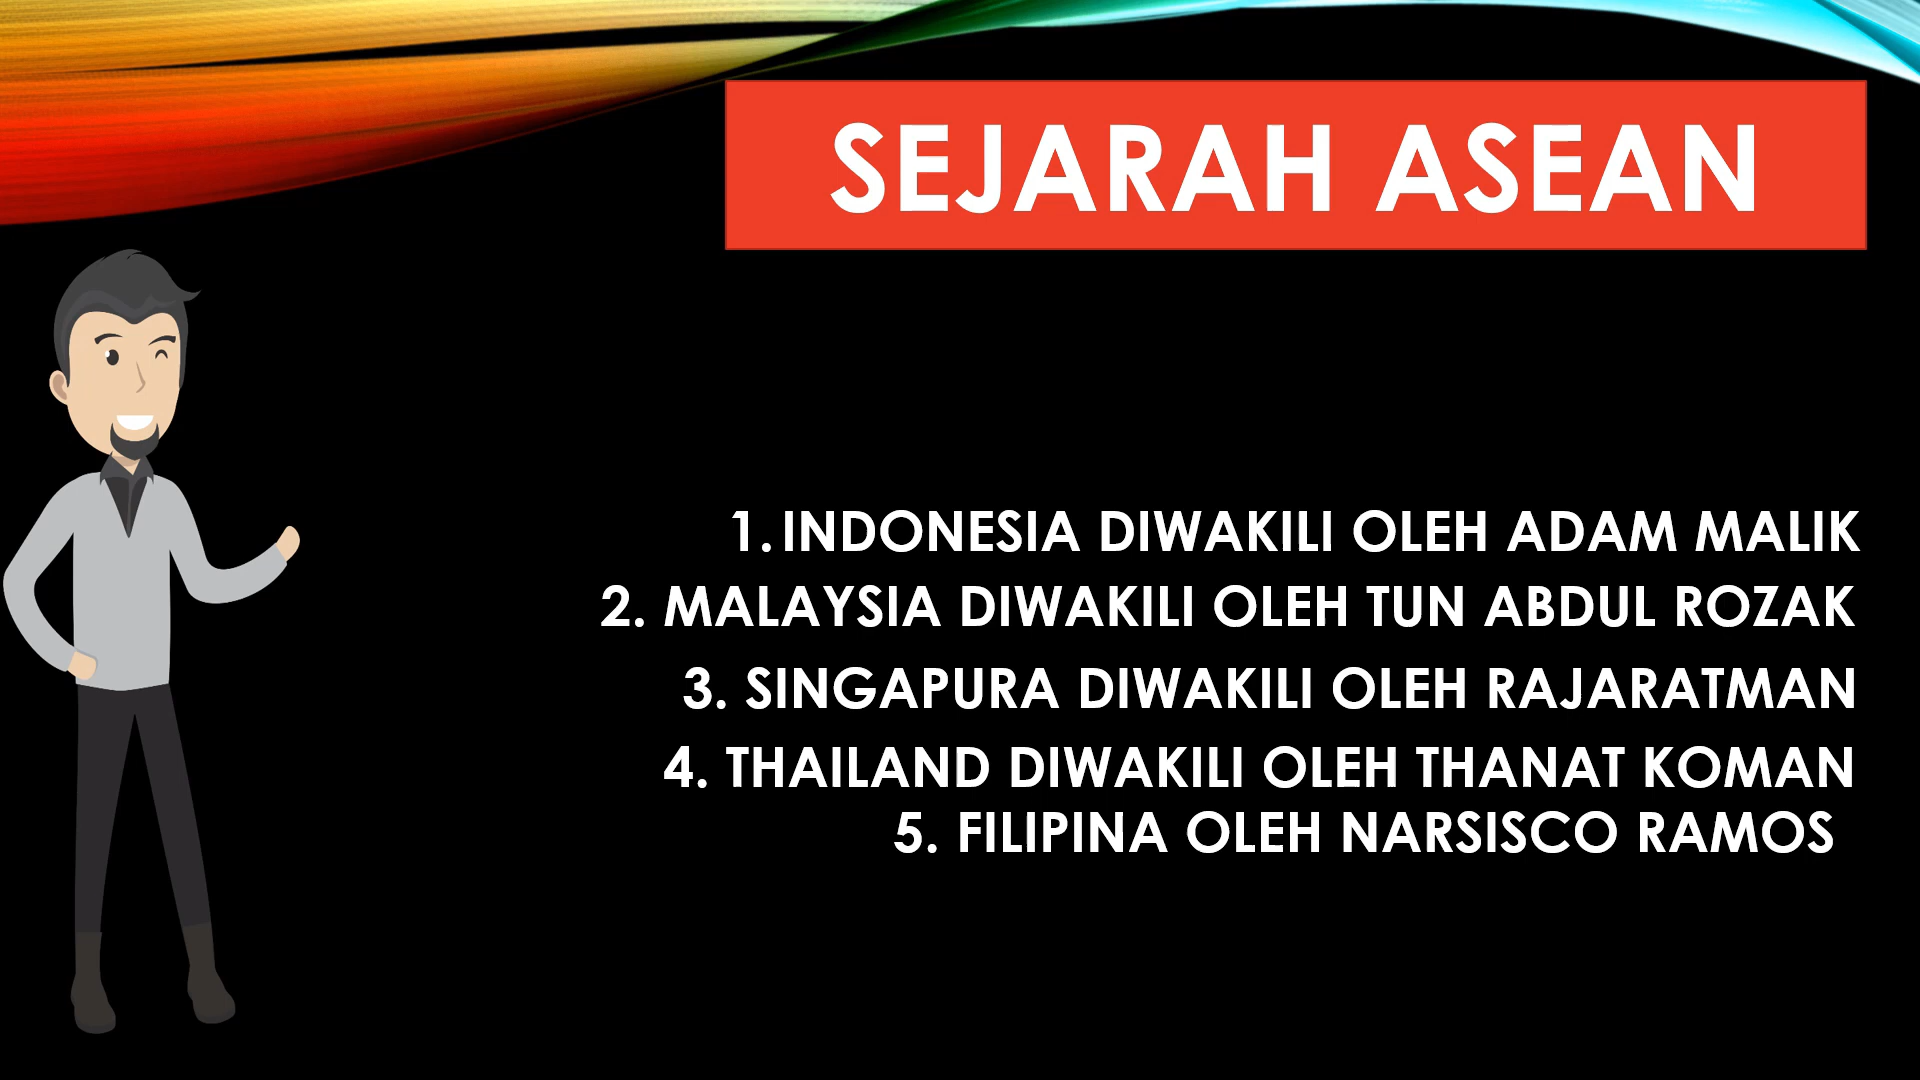 SEJARAH ASEAN
1. INDONESIA DIWAKILI OLEH ADAM MALIK
2. MALAYSIA DIWAKILI OLEH TUN ABDUL ROZAK
3. SINGAPURA DIWAKILI OLEH RAJARATMAN
4. THAILAND DIWAKILI OLEH THANAT KOMAN
5. FILIPINA OLEH NARSISCO RAMOS